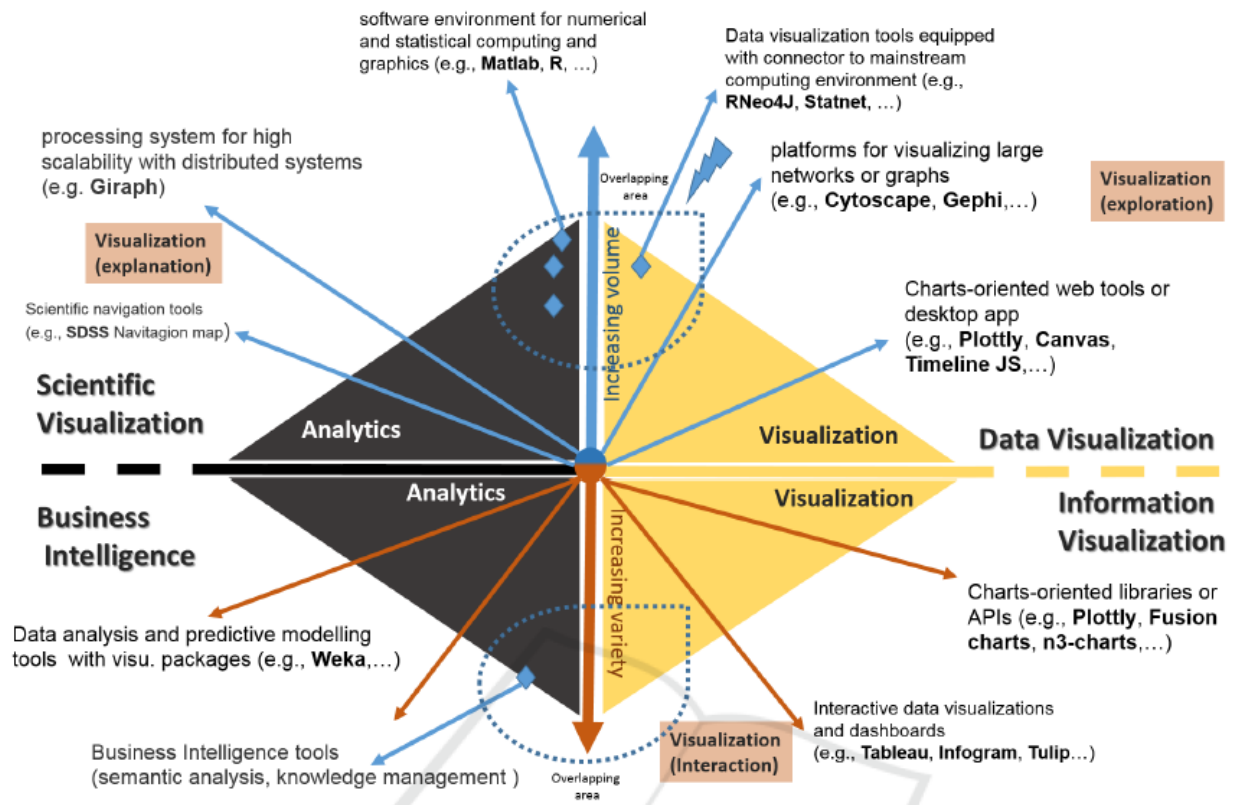 software environment for numerical
and statistical computing and
graphics (e.g., Matlab, R, …)
Data visualization tools equipped
with connector to mainstream
computing environment (e.g.,
RNeo4J, Statnet, …)
processing system for high
scalability with distributed systems
(e.g. Giraph)
platforms for visualizing large
networks or graphs
(e.g., Cytoscape, Gephi,…)
Visualization
(exploration)
Overlapping
area
Visualization
(explanation)
Increasing volume
Scientific navigation tools
(e.g., SDSS Navitagion map)
Charts-oriented web tools or
desktop app
(e.g., Plottly, Canvas,
Timeline JS,…)
Scientific
Visualization
Analytics
Visualization
Data Visualization
Business
Intelligence
Analytics
Visualization
Information
Visualization
Increasing variety
Data analysis and predictive modelling
tools with visu. packages (e.g., Weka,…)
Charts-oriented libraries or
APIs (e.g., Plottly, Fusion
charts, n3-charts,…)
Business Intelligence tools
(semantic analysis, knowledge management )
Overlapping
area
Visualization
(Interaction)
Interactive data visualizations
and dashboards
(e.g., Tableau, Infogram, Tulip…)